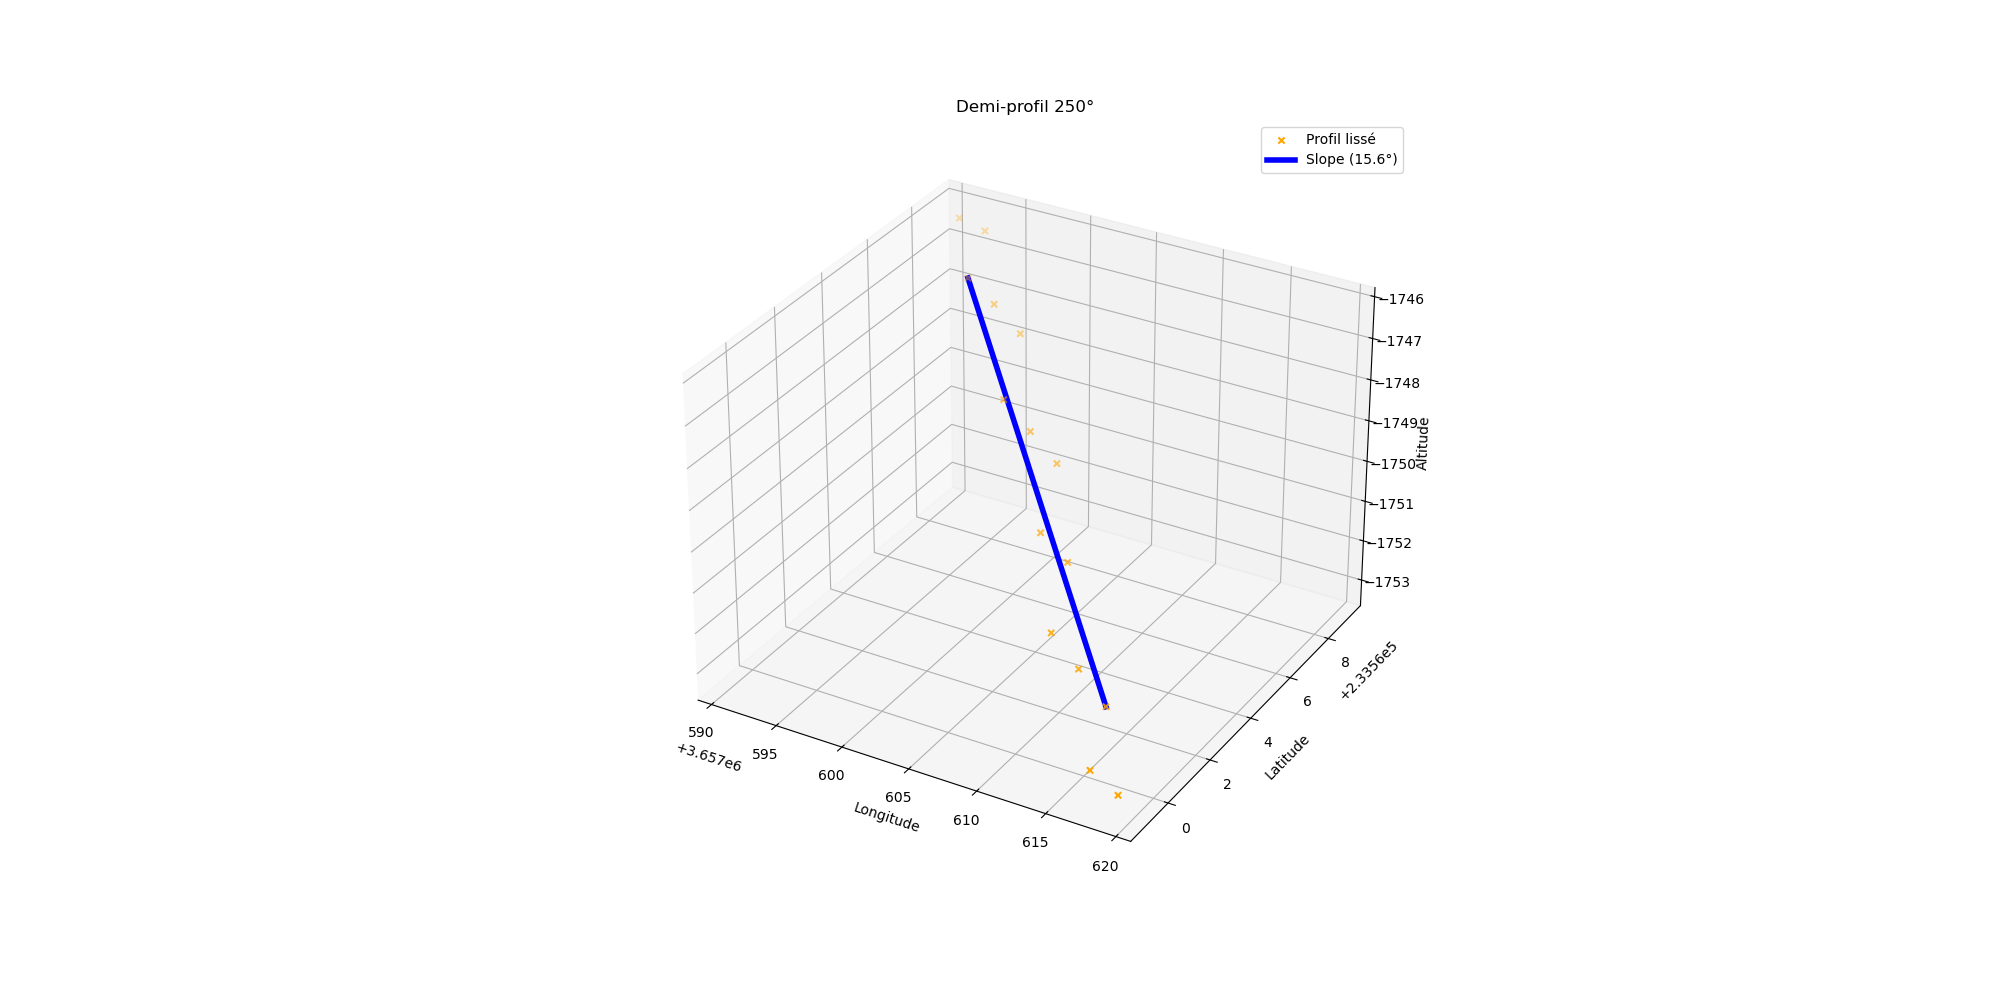 Demi-profil 250°
Profil lissé
Slope (15.6°)
−1746
−1747
−1748
−1749
−1750
−1751
−1752
−1753
Altitude
8
6
4
2
0
+2.3356e5
Latitude
590
595
600
605
610
615
620
+3.657e6
Longitude